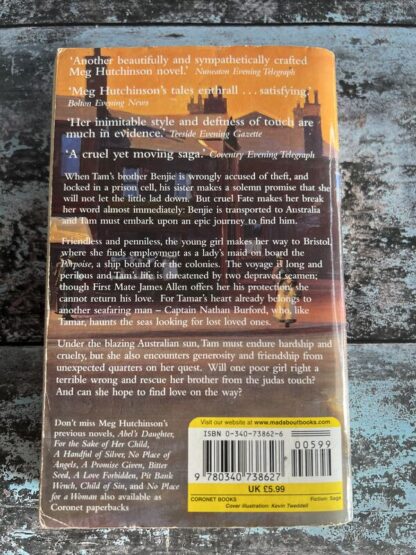 'Another beautifully and sympathetically crafted
Meg Hutchinson novel.' Nuneaton Evening Telegraph
'Meg Hutchinson's tales enthrall . . . satisfying.'
Bolton Evening News
'Her inimitable style and deftness of touch are
much in evidence.' Teeside Evening Gazette
'A cruel yet moving saga.' Coventry Evening Telegraph
When Tam's brother Benjie is wrongly accused of theft, and
locked in a prison cell, his sister makes a solemn promise that she
will not let the little lad down. But cruel Fate makes her break
her word almost immediately: Benjie is transported to Australia
and Tam must embark upon an epic journey to find him.
Friendless and penniless, the young girl makes her way to Bristol,
where she finds employment as a lady's maid on board the
Porpoise, a ship bound for the colonies. The voyage is long and
perilous and Tam's life is threatened by two depraved seamen;
though First Mate James Allen offers her his protection, she
cannot return his love. For Tamar's heart already belongs to
another seafaring man – Captain Nathan Burford, who, like
Tamar, haunts the seas looking for lost loved ones.
Under the blazing Australian sun, Tam must endure hardship and
cruelty, but she also encounters generosity and friendship from
unexpected quarters on her quest. Will one poor girl right a
terrible wrong and rescue her brother from the judas touch?
And can she hope to find love on the way?
Don't miss Meg Hutchinson's
previous novels, Abel's Daughter,
For the Sake of Her Child,
A Handful of Silver, No Place of
Angels, A Promise Given, Bitter
Seed, A Love Forbidden, Pit Bank
Wench, Child of Sin, and No Place
for a Woman also available as
Coronet paperbacks
Visit our website at www.madaboutbooks.com
ISBN 0-340-73862-6
00599
9 780340 738627
UK £5.99
CORONET BOOKS
Fiction: Saga
Cover illustration: Kevin Tweddell